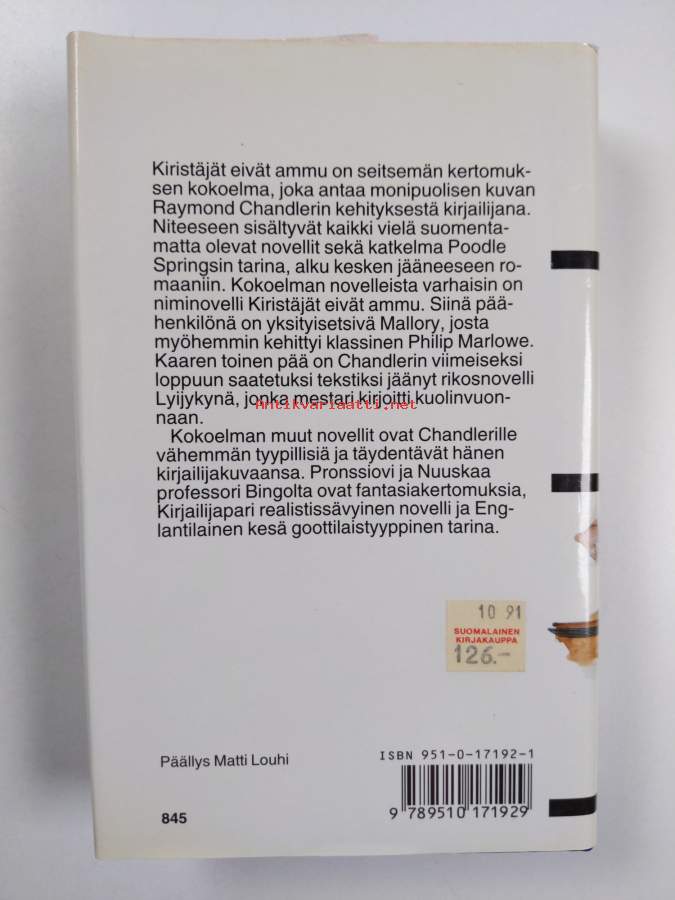 Kiristäjät eivät ammu on seitsemän kertomuk-
sen kokoelma, joka antaa monipuolisen kuvan
Raymond Chandlerin kehityksestä kirjailijana.
Niteeseen sisältyvät kaikki vielä suomenta-
matta olevat novellit sekä katkelma Poodle
Springsin tarina, alku kesken jääneeseen ro-
maaniin. Kokoelman novelleista varhaisin on
niminovelli Kiristäjät eivät ammu. Siinä pää-
henkilönä on yksityisetsivä Mallory, josta
myöhemmin kehittyi klassinen Philip Marlowe.
Kaaren toinen pää on Chandlerin viimeiseksi
loppuun saatetuksi tekstiksi jäänyt rikosnovelli
Lyijykynä, jonka mestari kirjoitti kuolinvuon-
naan.
Antikvariaatti.net
Kokoelman muut novellit ovat Chandlerille
vähemmän tyypillisiä ja täydentävät hänen
kirjailijakuvaansa. Pronssiovi ja Nuuskaa
professori Bingolta ovat fantasiakertomuksia,
Kirjailijapari realistissävyinen novelli ja Eng-
lantilainen kesä goottilaistyyppinen tarina.
10 91
SUOMALAINEN
KIRJAKAUPPA
126.-
Päällys Matti Louhi
ISBN 951-0-17192-1
9 789510 171929
845